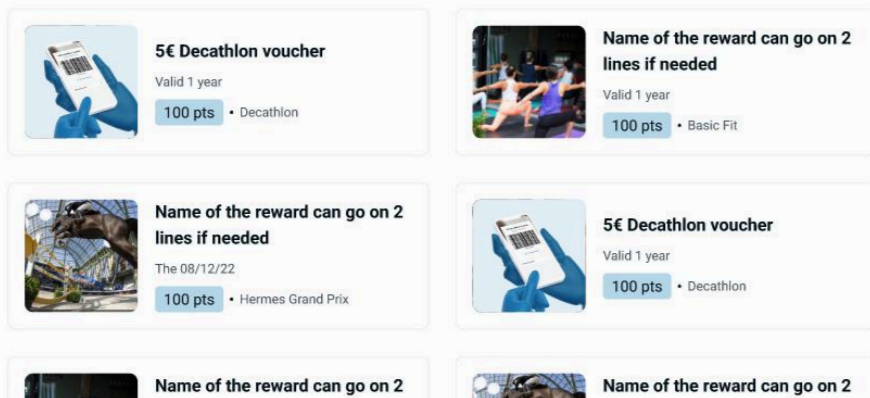 5€ Decathlon voucher
Valid 1 year
100 pts • Decathlon
Name of the reward can go on 2
lines if needed
Valid 1 year
100 pts • Basic Fit
Name of the reward can go on 2
lines if needed
The 08/12/22
100 pts • Hermes Grand Prix
5€ Decathlon voucher
Valid 1 year
100 pts • Decathlon
Name of the reward can go on 2
Name of the reward can go on 2